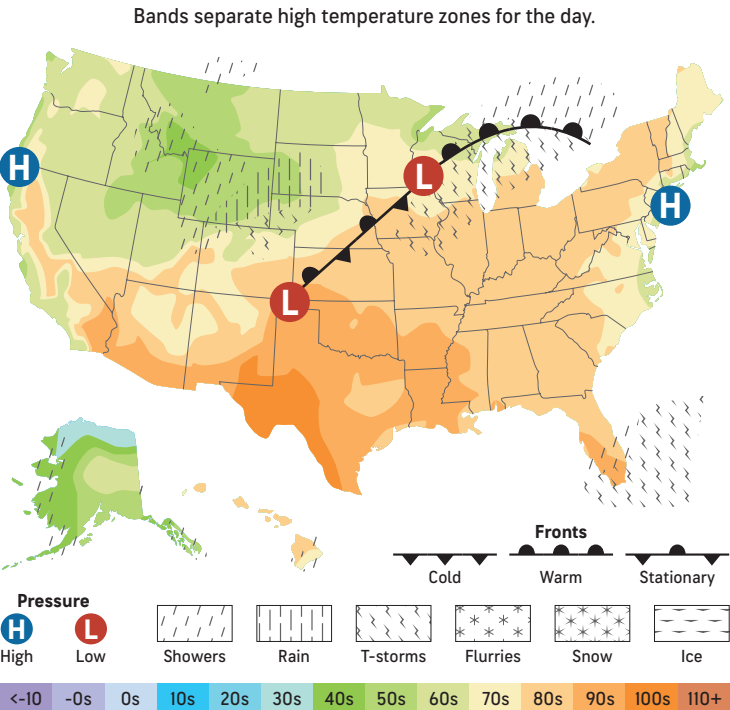 Bands separate high temperature zones for the day.
H
L
H
L
Fronts
Cold Warm Stationary
Pressure
H L
High Low Showers Rain T-storms Flurries Snow Ice
<-10 -0s 0s 10s 20s 30s 40s 50s 60s 70s 80s 90s 100s 110+